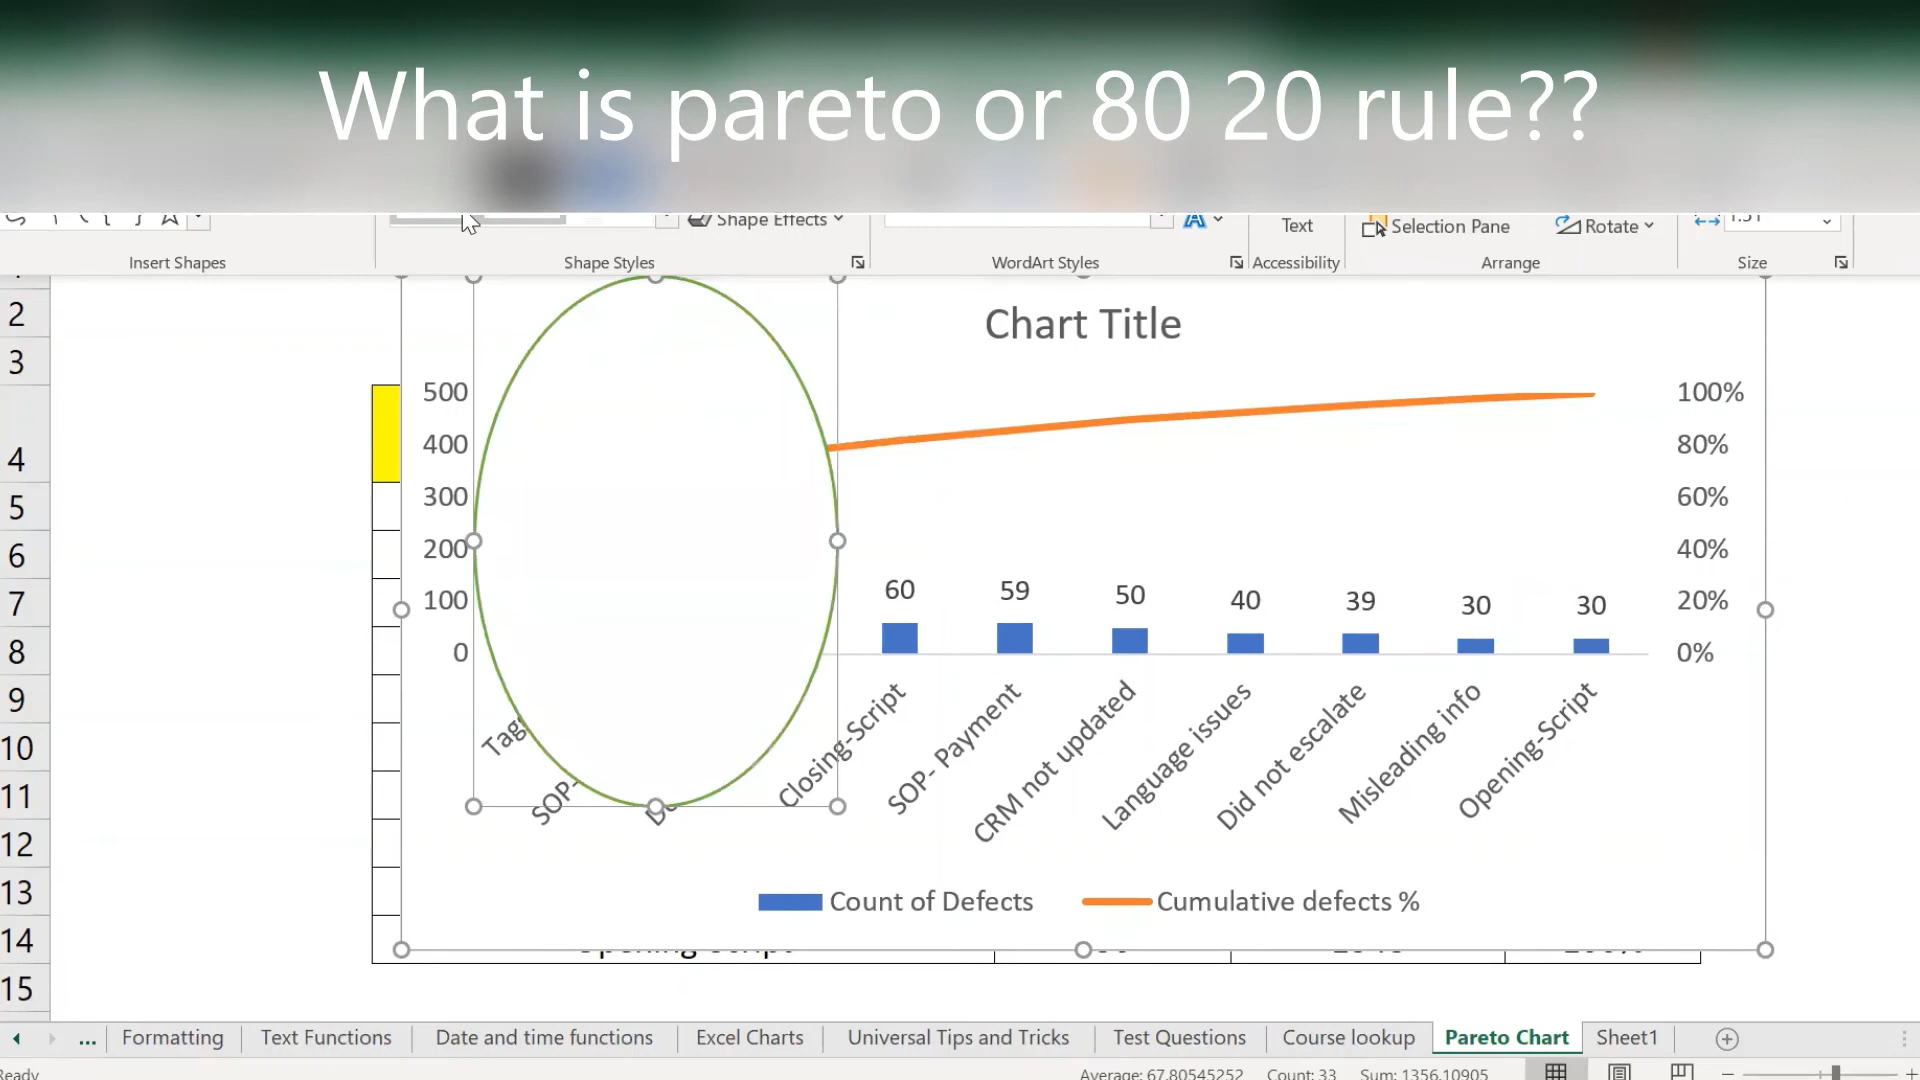 What is pareto or 80 20 rule??
Shape Effects
Text
Selection Pane
Rotate
Insert Shapes
Shape Styles
WordArt Styles
Accessibility
Arrange
Size
2
3
4
5
6
7
8
9
10
11
12
13
14
15
Chart Title
500
400
300
200
100
0
100%
80%
60%
40%
20%
0%
60
59
50
40
39
30
30
Tag
SOP-
Closing-Script
SOP- Payment
CRM not updated
Language issues
Did not escalate
Misleading info
Opening-Script
Count of Defects
Cumulative defects %
... Formatting Text Functions Date and time functions Excel Charts Universal Tips and Tricks Test Questions Course lookup Pareto Chart Sheet1
Ready Average: 67.80545252 Count: 33 Sum: 1356.10905